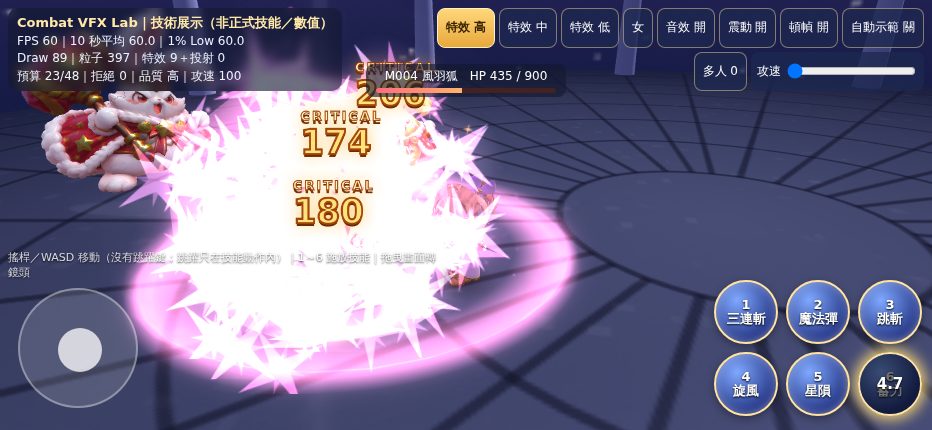 Combat VFX Lab｜技術展示（非正式技能／數值）
FPS 60｜10 秒平均 60.0｜1% Low 60.0
Draw 89｜粒子 397｜特效 9＋投射 0
預算 23/48｜拒絕 0｜品質 高｜攻速 100
特效 高
特效 中
特效 低
女
音效 開
震動 開
頓幀 開
自動示範 關
多人 0
攻速
CRITICAL
206
M004 風羽狐 HP 435 / 900
CRITICAL
174
CRITICAL
180
搖桿／WASD 移動（沒有跳躍鍵，跳躍只在技能動作內）｜1～6 施放技能｜拖曳畫面轉
鏡頭
1
三連斬
2
魔法彈
3
跳斬
4
旋風
5
星隕
4.7